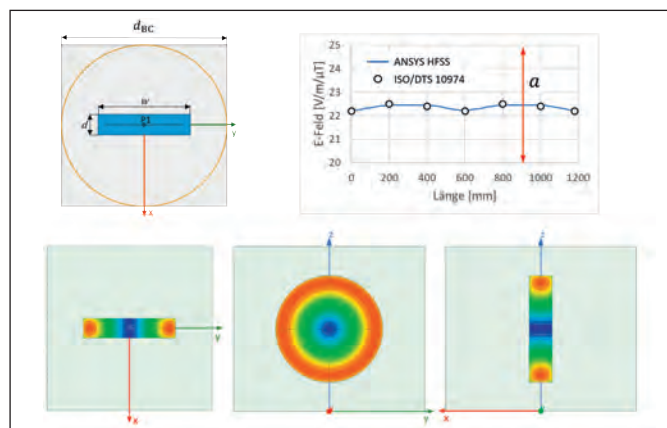 d_BC
w
d
P1
y
x
25
24
23
22
21
20
E-Feld [V/m/µT]
ANSYS HFSS
ISO/DTS 10974
a
0 200 400 600 800 1000 1200
Länge [mm]
y
x
z
y
z
x